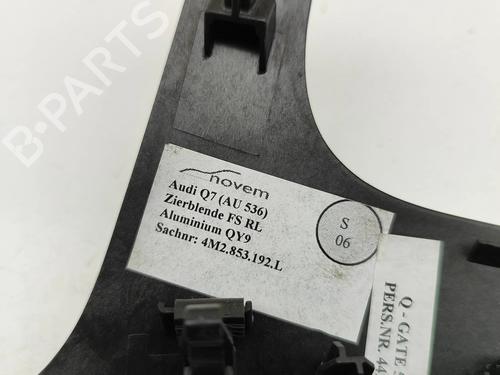 B-PARTS
novem
Audi Q7 (AU 536)
Zierblende FS RL
Aluminium QY9
Sachnr: 4M2.853.192.L
S
06
Q - GATE
PERS.NR. 44